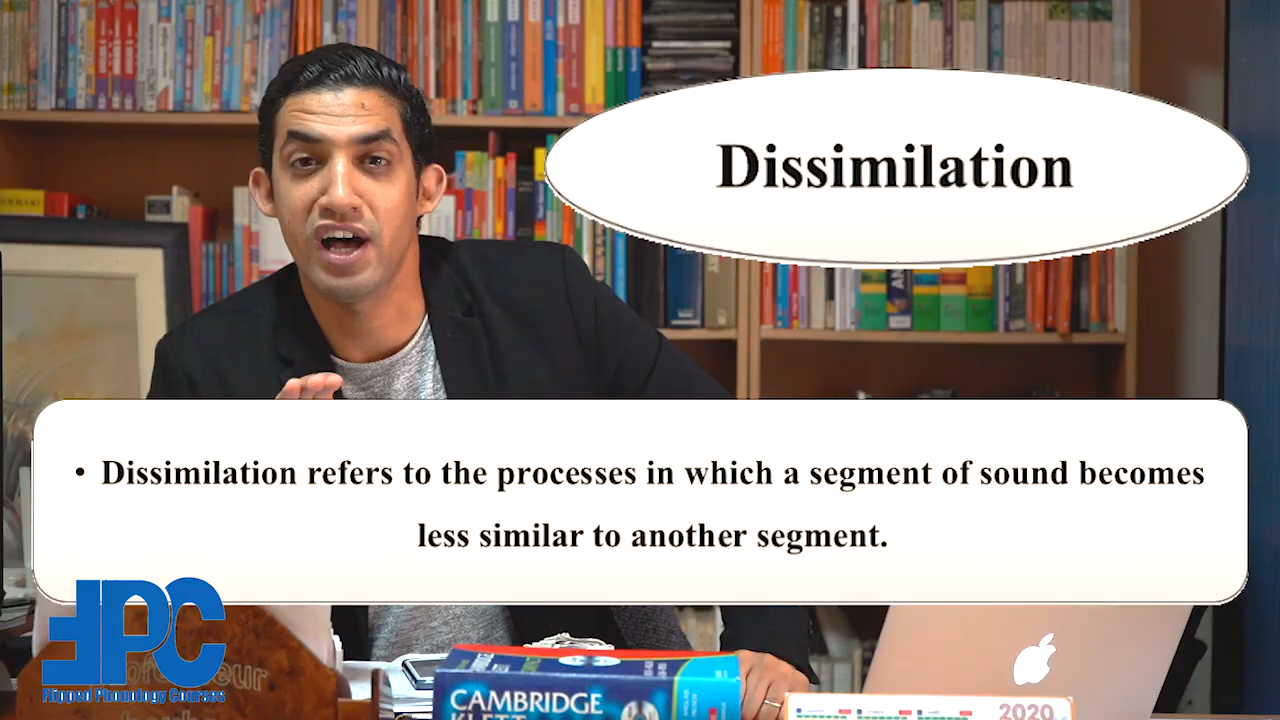 Dissimilation
• Dissimilation refers to the processes in which a segment of sound becomes
less similar to another segment.
FPC
Flipped Phonology Courses
CAMBRIDGE
KLETT
2020